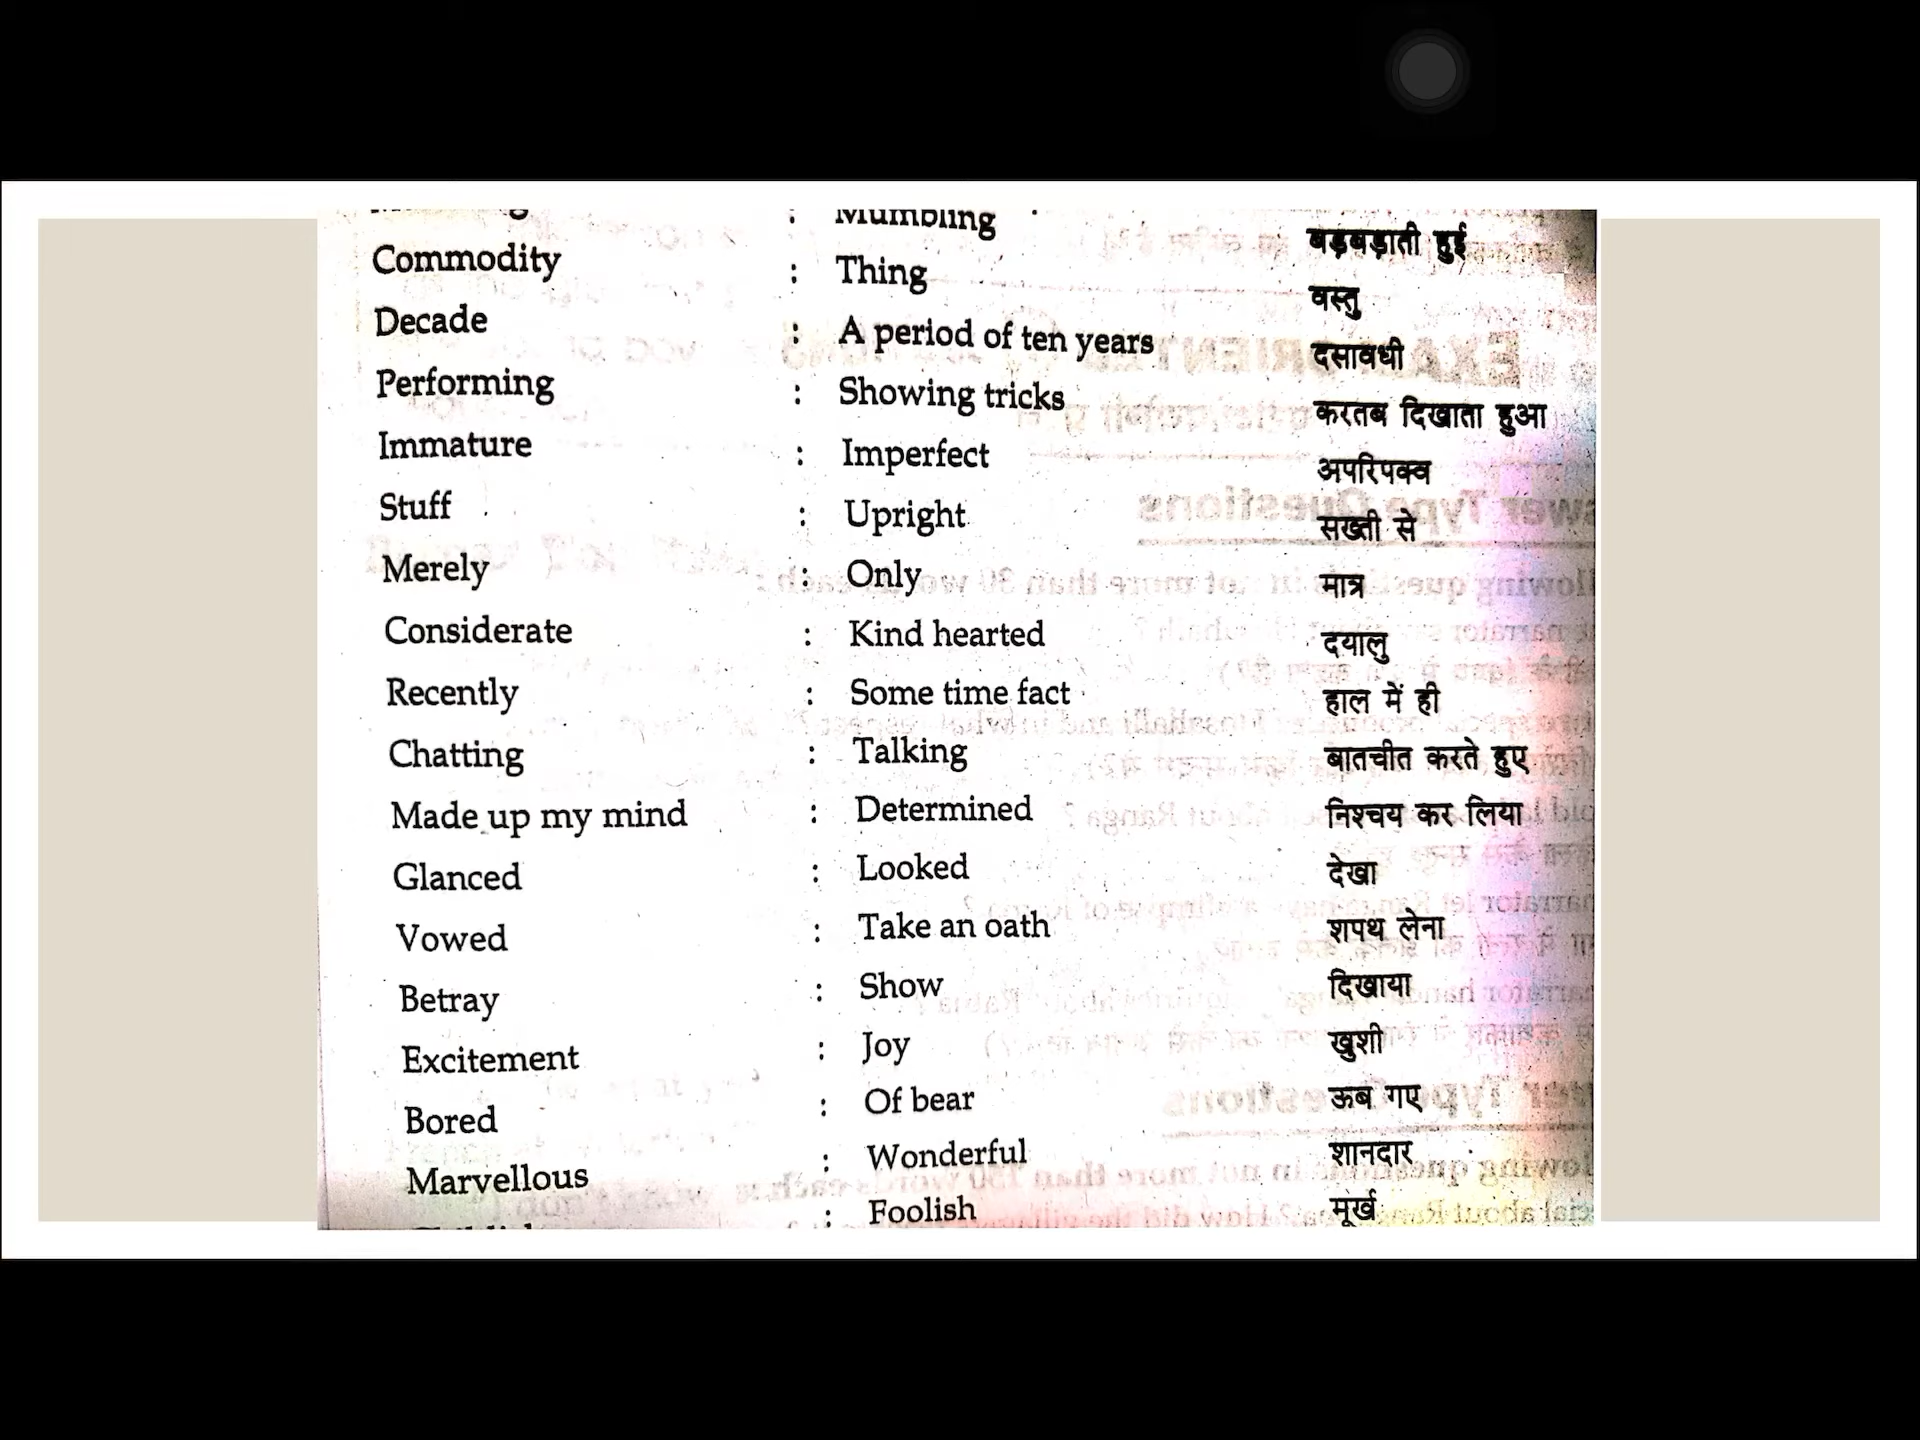 : Mumbling बड़बड़ाती हुई
Commodity : Thing वस्तु
Decade : A period of ten years दसावधी
Performing : Showing tricks करतब दिखाता हुआ
Immature : Imperfect अपरिपक्व
Stuff : Upright सख्ती से
Merely : Only मात्र
Considerate : Kind hearted दयालु
Recently : Some time fact हाल में ही
Chatting : Talking बातचीत करते हुए
Made up my mind : Determined निश्चय कर लिया
Glanced : Looked देखा
Vowed : Take an oath शपथ लेना
Betray : Show दिखाया
Excitement : Joy खुशी
Bored : Of bear ऊब गए
Marvellous : Wonderful शानदार
: Foolish मूर्ख